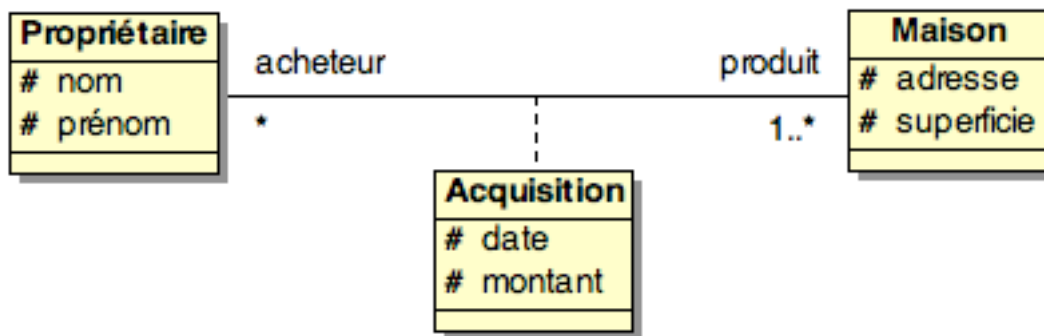 Propriétaire
# nom
# prénom
acheteur
*
produit
1..*
Maison
# adresse
# superficie
Acquisition
# date
# montant